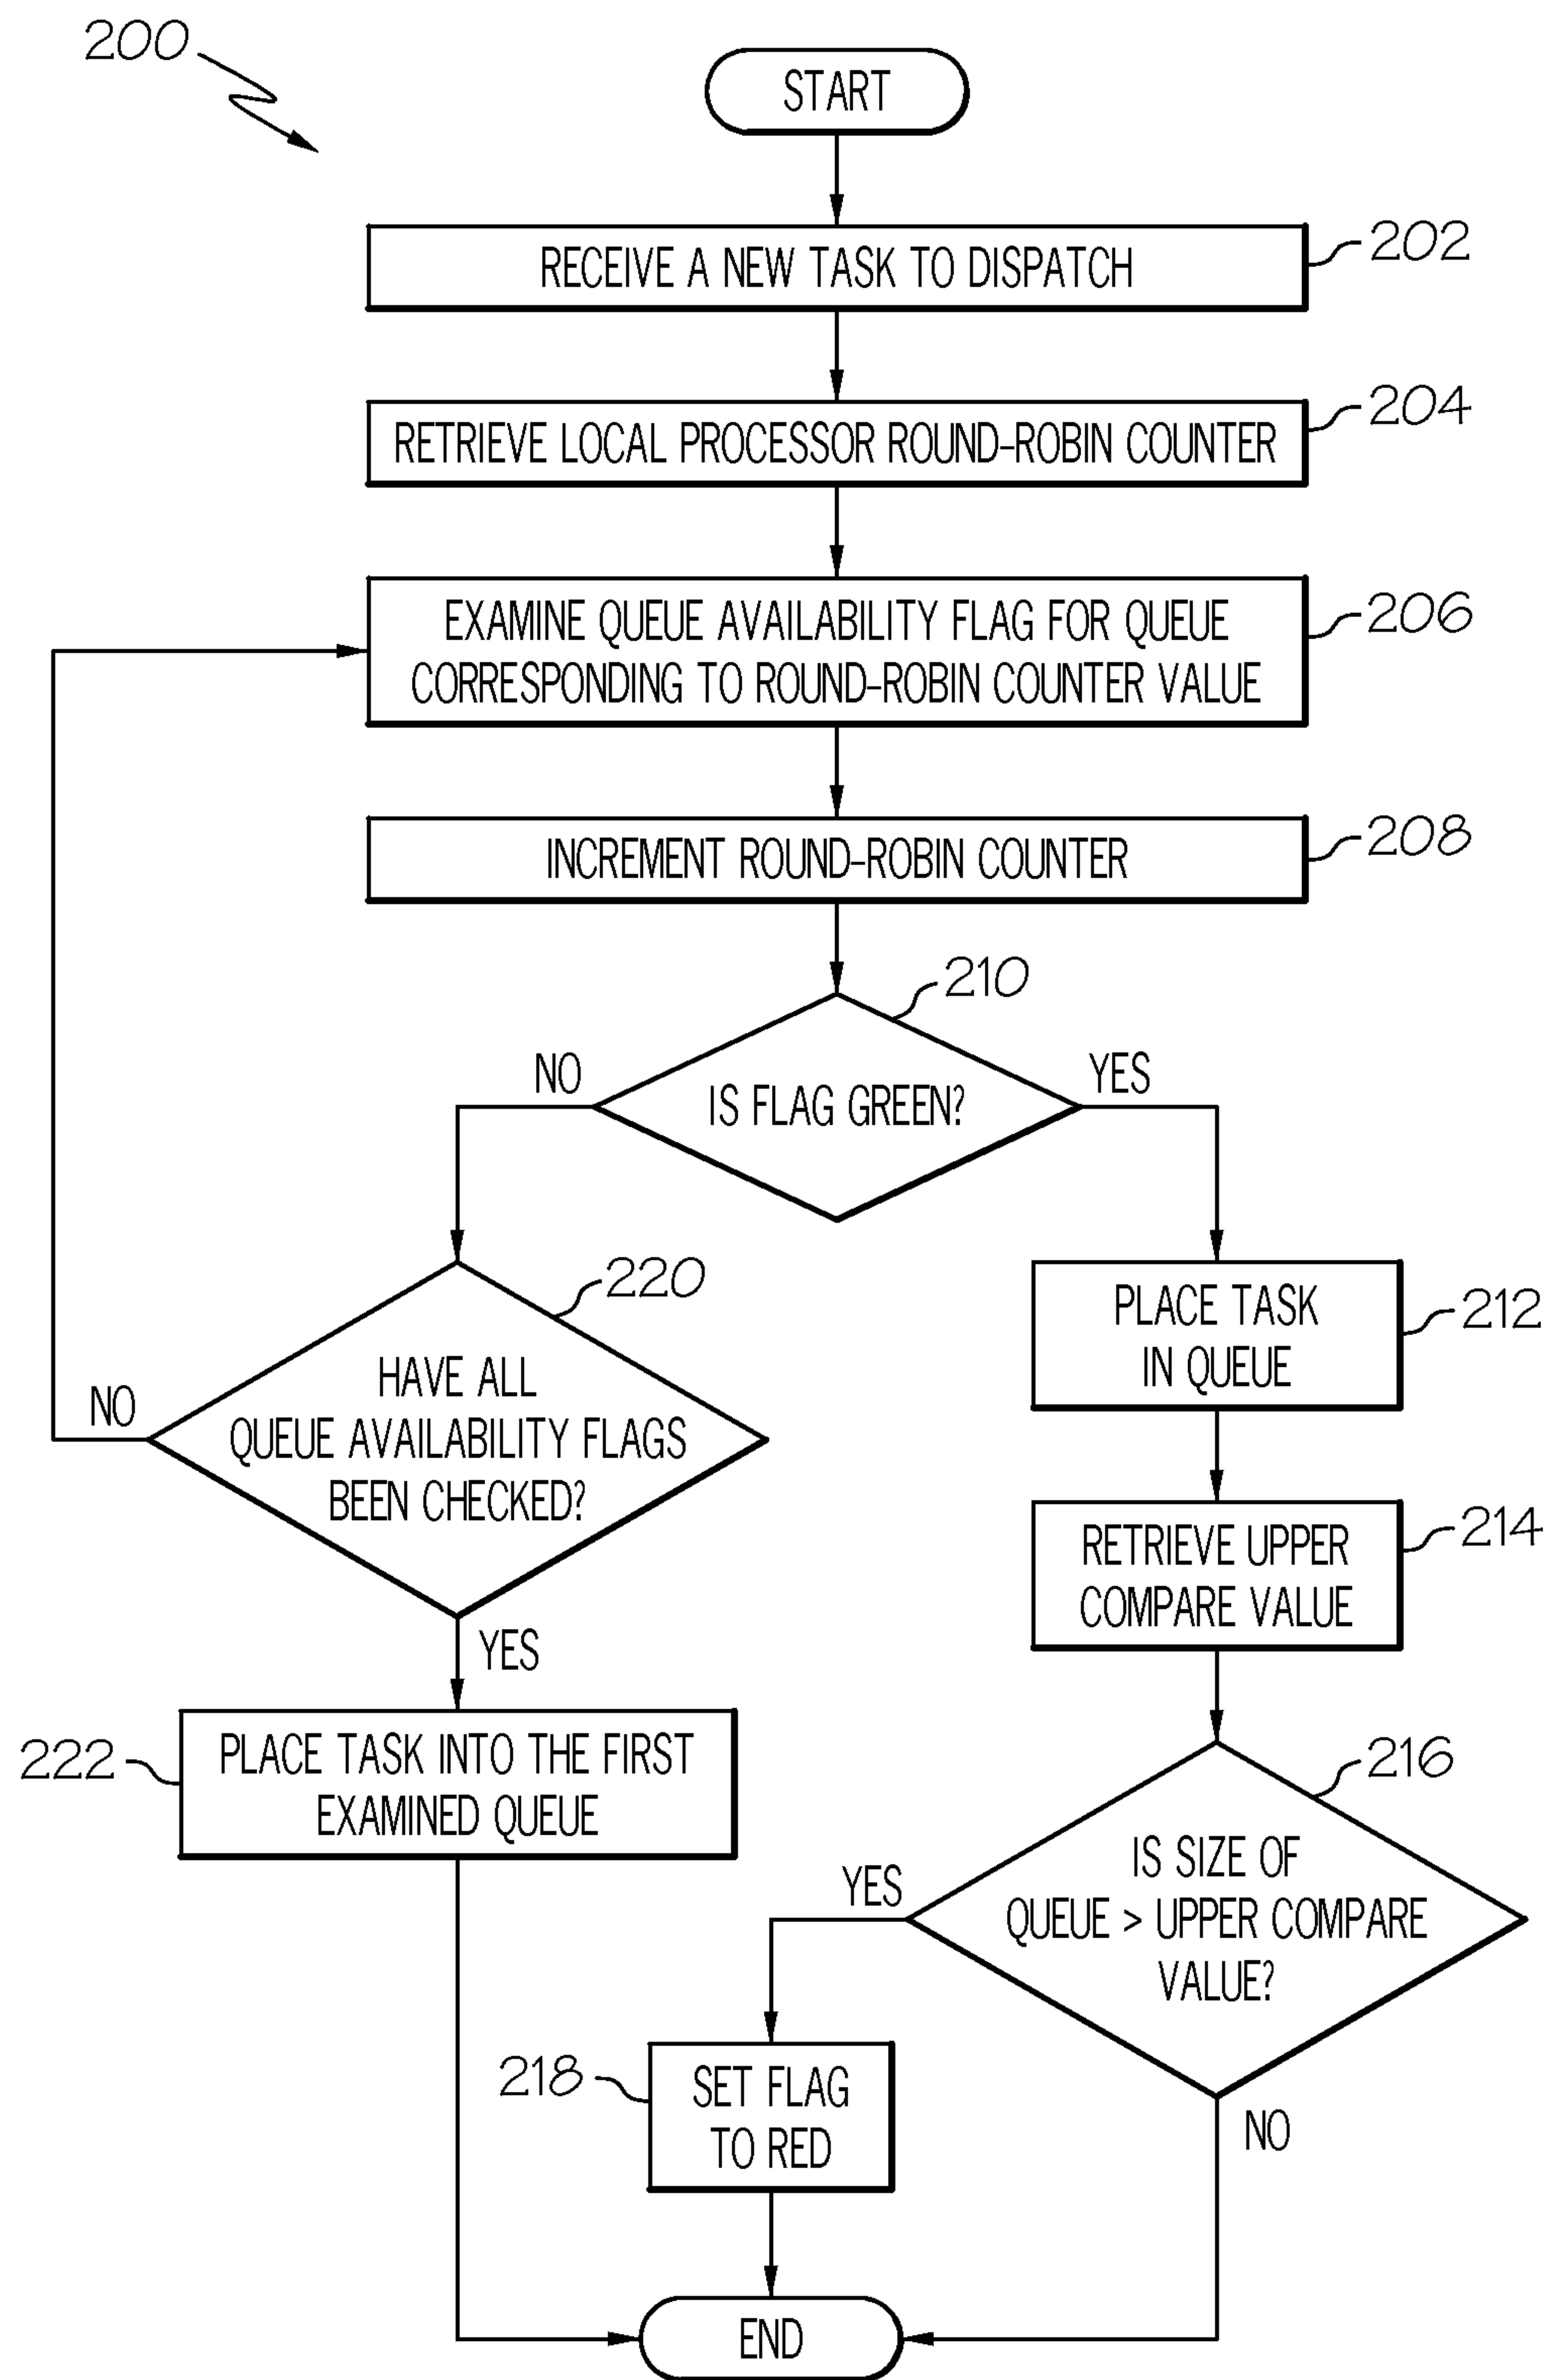 200
START
RECEIVE A NEW TASK TO DISPATCH
202
RETRIEVE LOCAL PROCESSOR ROUND-ROBIN COUNTER
204
EXAMINE QUEUE AVAILABILITY FLAG FOR QUEUE
CORRESPONDING TO ROUND-ROBIN COUNTER VALUE
206
INCREMENT ROUND-ROBIN COUNTER
208
210
IS FLAG GREEN?
NO
YES
220
HAVE ALL
QUEUE AVAILABILITY FLAGS
BEEN CHECKED?
NO
YES
222
PLACE TASK INTO THE FIRST
EXAMINED QUEUE
PLACE TASK
IN QUEUE
212
RETRIEVE UPPER
COMPARE VALUE
214
216
IS SIZE OF
QUEUE > UPPER COMPARE
VALUE?
YES
NO
218
SET FLAG
TO RED
END